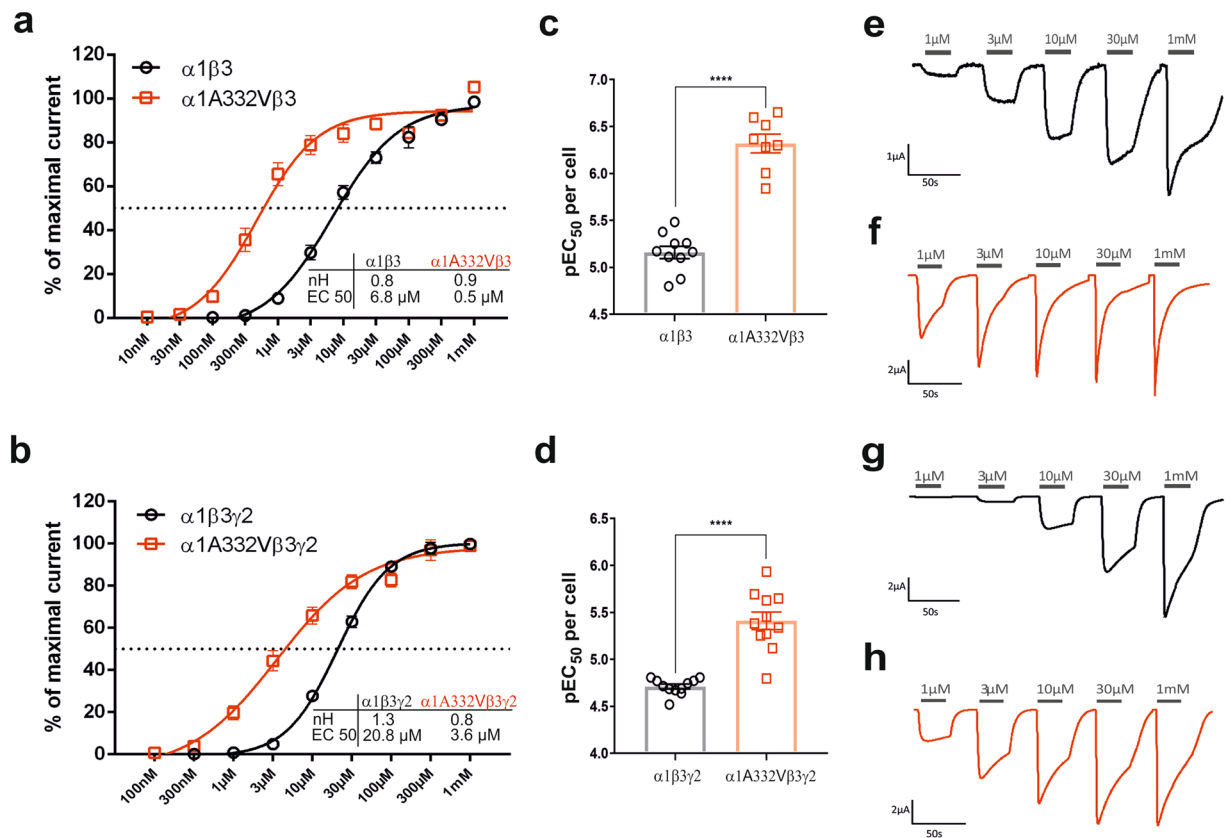 a
120
100
80
60
40
20
0
% of maximal current
α1β3
α1A332Vβ3
α1β3 α1A332Vβ3
nH 0.8 0.9
EC 50 6.8 μM 0.5 μM
10nM 30nM 100nM 300nM 1μM 3μM 10μM 30μM 100μM 300μM 1mM
b
120
100
80
60
40
20
0
% of maximal current
α1β3γ2
α1A332Vβ3γ2
α1β3γ2 α1A332Vβ3γ2
nH 1.3 0.8
EC 50 20.8 μM 3.6 μM
100nM 300nM 1μM 3μM 10μM 30μM 100μM 300μM 1mM
c
7.0
6.5
6.0
5.5
5.0
4.5
pEC50 per cell
****
α1β3 α1A332Vβ3
d
6.5
6.0
5.5
5.0
4.5
4.0
pEC50 per cell
****
α1β3γ2 α1A332Vβ3γ2
e
1μM 3μM 10μM 30μM 1mM
1μA
50s
f
1μM 3μM 10μM 30μM 1mM
2μA
50s
g
1μM 3μM 10μM 30μM 1mM
2μA
50s
h
1μM 3μM 10μM 30μM 1mM
2μA
50s